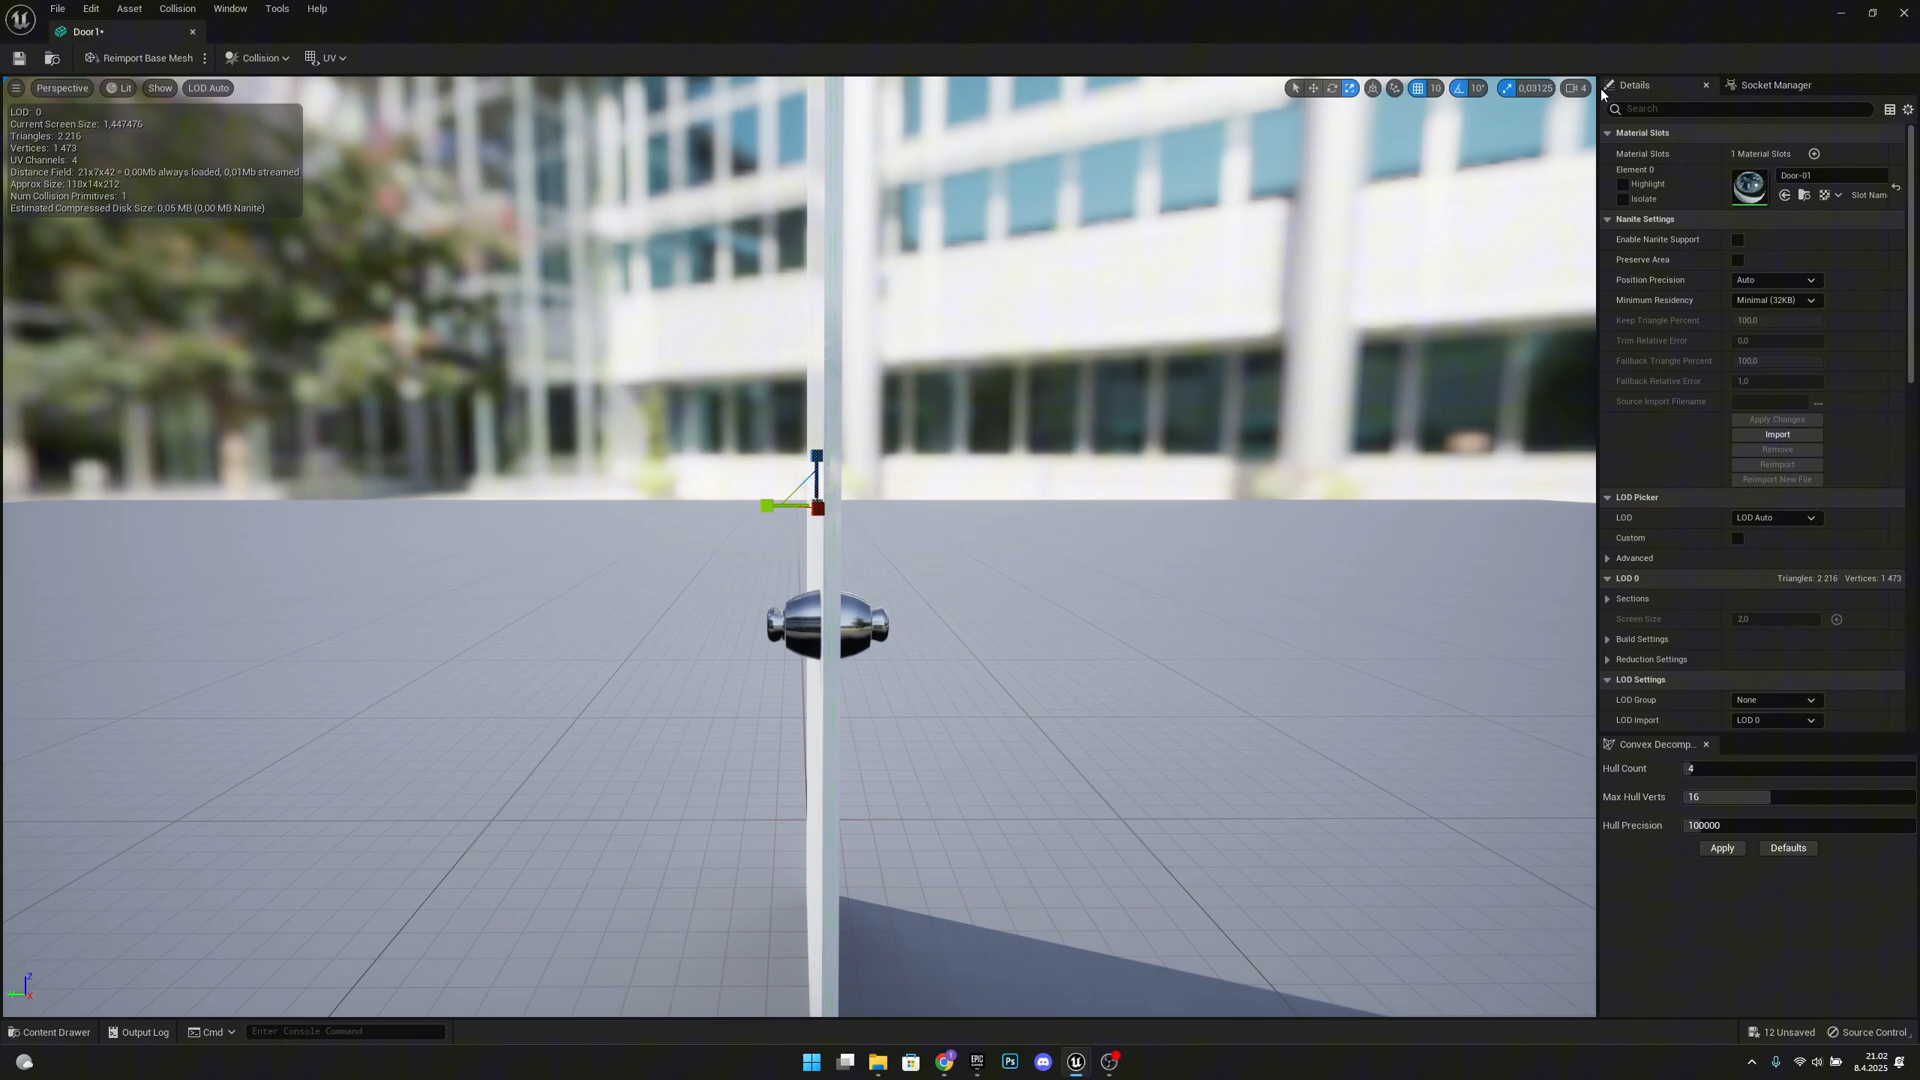 File Edit Asset Collision Window Tools Help
Door1*
Reimport Base Mesh Collision UV
Perspective Lit Show LOD Auto 10 10° 0,03125 4
LOD: 0
Current Screen Size: 1,447476
Triangles: 2 216
Vertices: 1 473
UV Channels: 4
Distance Field: 21x7x42 = 0,00Mb always loaded, 0,01Mb streamed
Approx Size: 118x14x212
Num Collision Primitives: 1
Estimated Compressed Disk Size: 0,05 MB (0,00 MB Nanite)
Details Socket Manager
Search
Material Slots
Material Slots 1 Material Slots
Element 0 Door-01
Highlight
Isolate Slot Nam
Nanite Settings
Enable Nanite Support
Preserve Area
Position Precision Auto
Minimum Residency Minimal (32KB)
Keep Triangle Percent 100,0
Trim Relative Error 0,0
Fallback Triangle Percent 100,0
Fallback Relative Error 1,0
Source Import Filename ...
Apply Changes
Import
Remove
Reimport
Reimport New File
LOD Picker
LOD LOD Auto
Custom
Advanced
LOD 0 Triangles: 2 216 Vertices: 1 473
Sections
Screen Size 2,0
Build Settings
Reduction Settings
LOD Settings
LOD Group None
LOD Import LOD 0
Convex Decomp...
Hull Count 4
Max Hull Verts 16
Hull Precision 100000
Apply Defaults
Z
Y X
Content Drawer Output Log Cmd Enter Console Command 12 Unsaved Source Control
EPIC GAMES Ps
21.02
8.4.2025